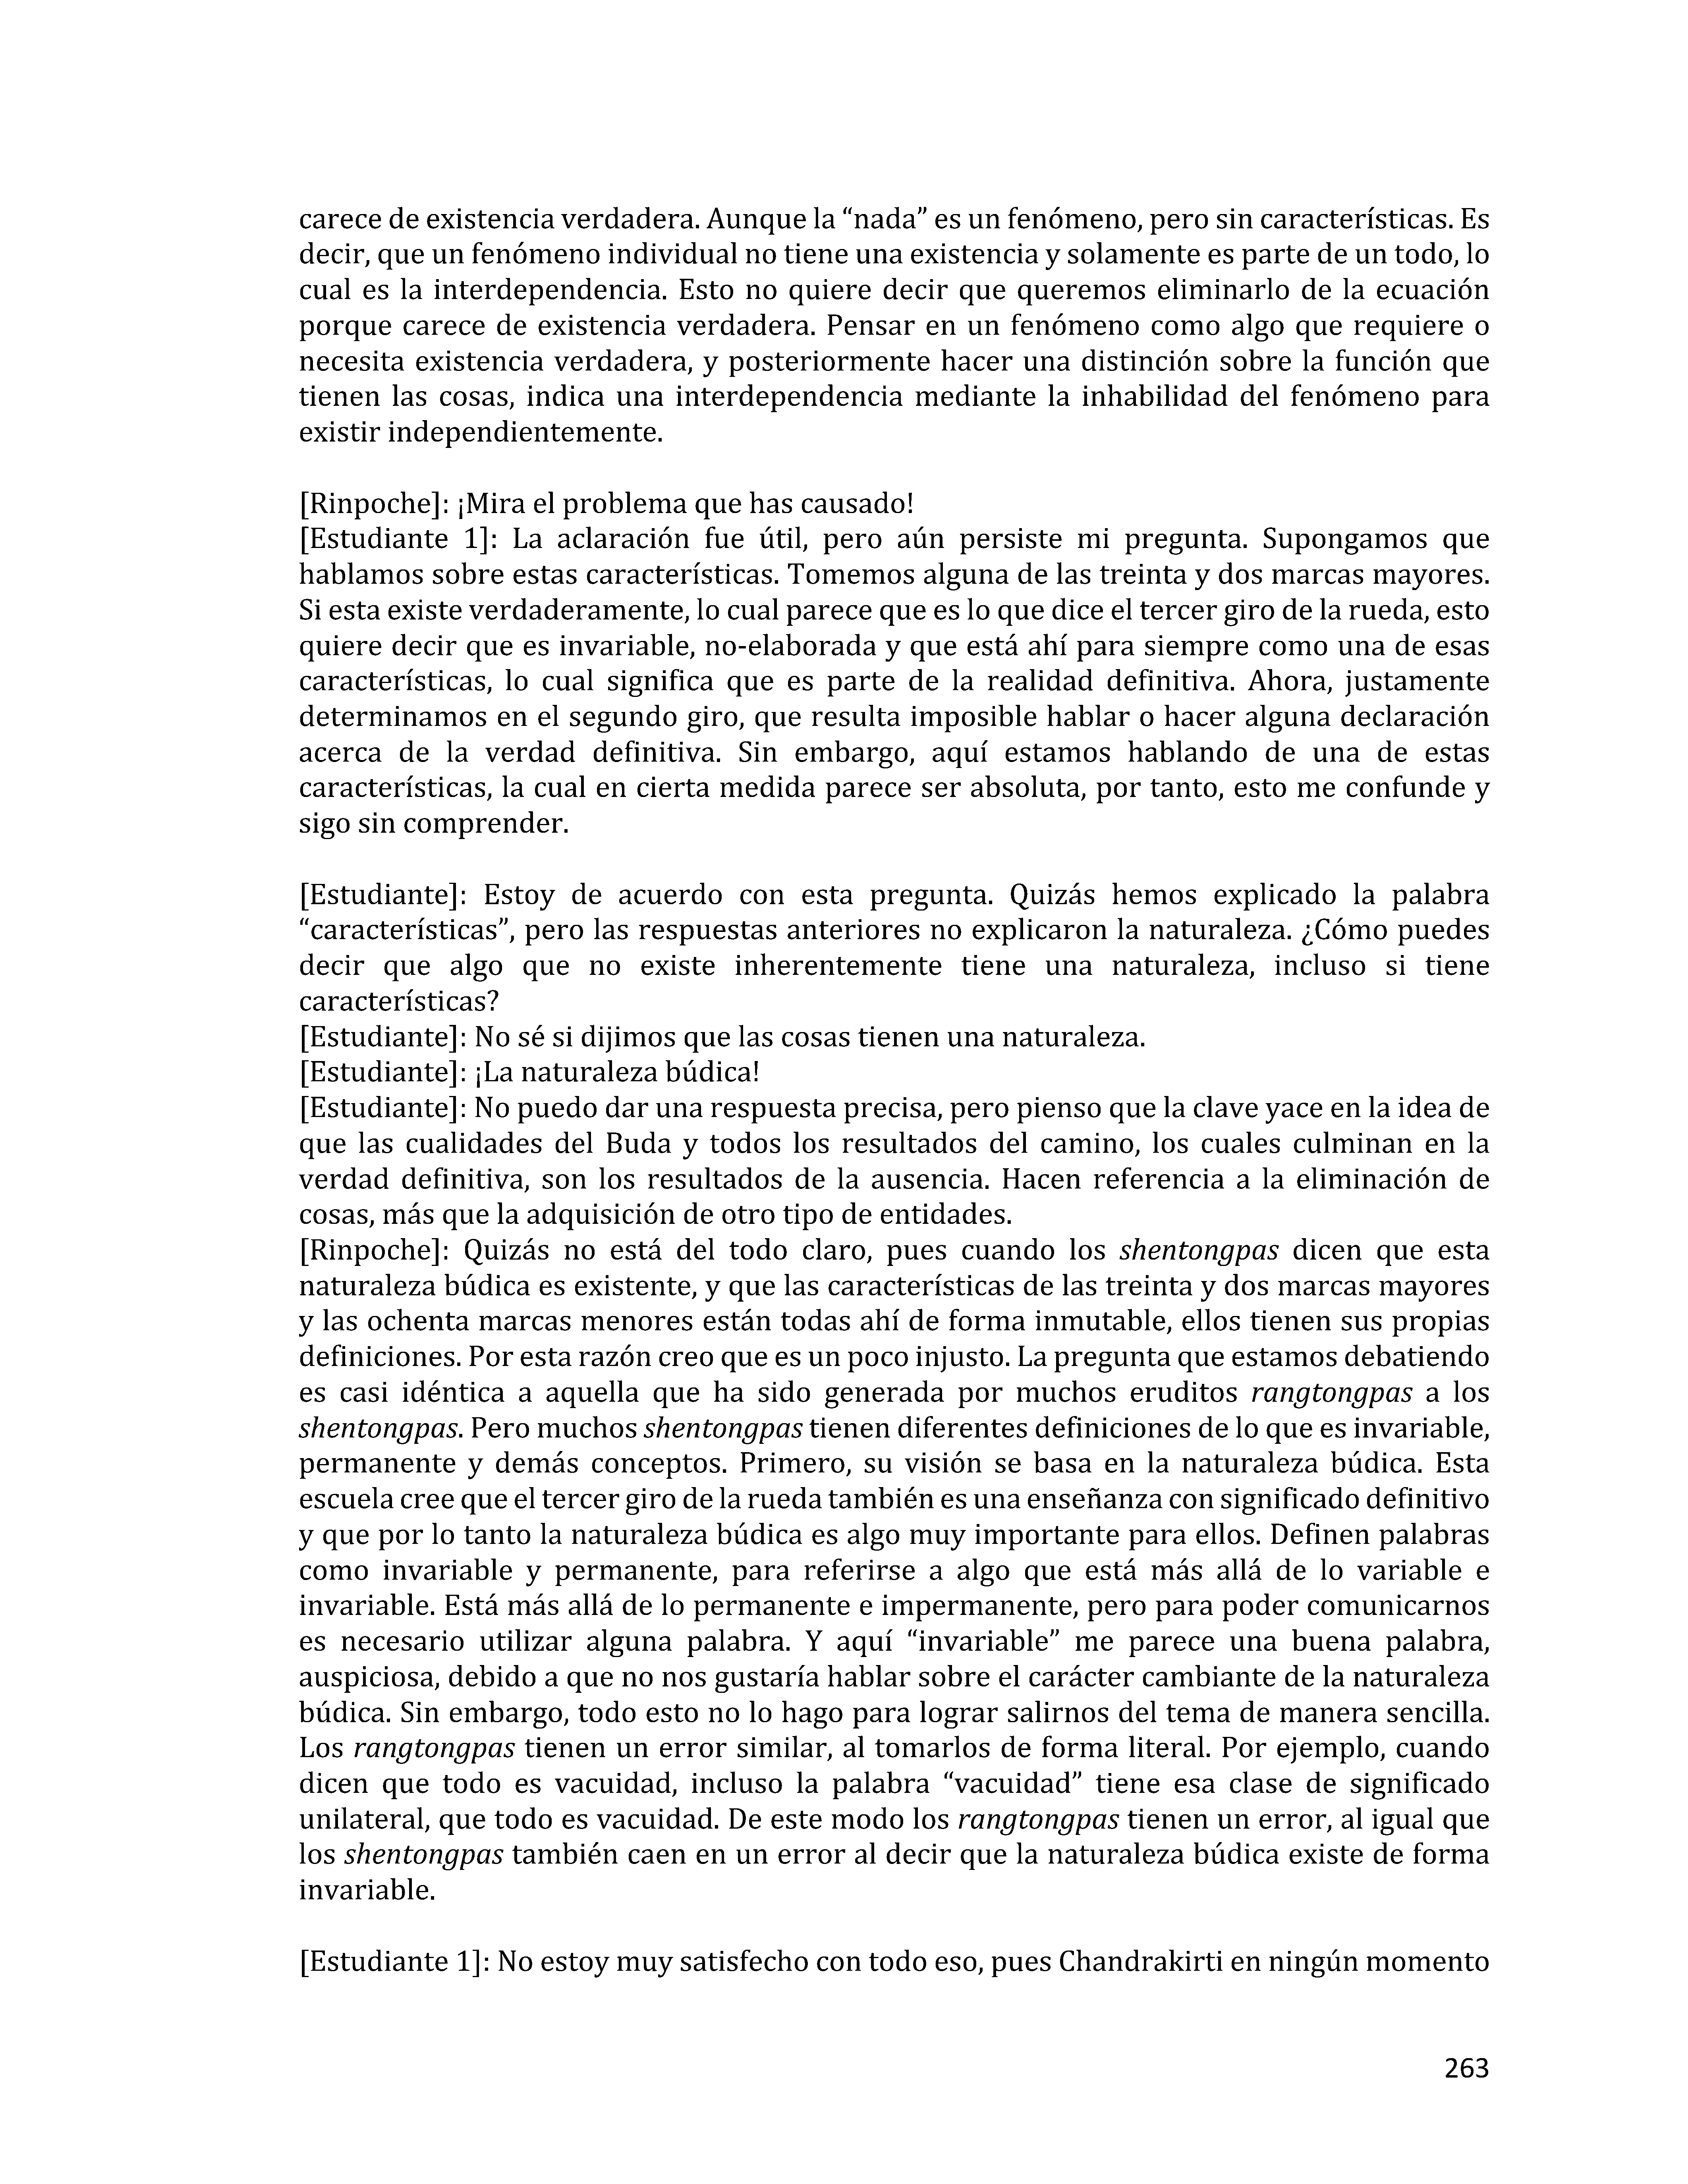 carece de existencia verdadera. Aunque la “nada” es un fenómeno, pero sin características. Es
decir, que un fenómeno individual no tiene una existencia y solamente es parte de un todo, lo
cual es la interdependencia. Esto no quiere decir que queremos eliminarlo de la ecuación
porque carece de existencia verdadera. Pensar en un fenómeno como algo que requiere o
necesita existencia verdadera, y posteriormente hacer una distinción sobre la función que
tienen las cosas, indica una interdependencia mediante la inhabilidad del fenómeno para
existir independientemente.

[Rinpoche]: ¡Mira el problema que has causado!
[Estudiante 1]: La aclaración fue útil, pero aún persiste mi pregunta. Supongamos que
hablamos sobre estas características. Tomemos alguna de las treinta y dos marcas mayores.
Si esta existe verdaderamente, lo cual parece que es lo que dice el tercer giro de la rueda, esto
quiere decir que es invariable, no-elaborada y que está ahí para siempre como una de esas
características, lo cual significa que es parte de la realidad definitiva. Ahora, justamente
determinamos en el segundo giro, que resulta imposible hablar o hacer alguna declaración
acerca de la verdad definitiva. Sin embargo, aquí estamos hablando de una de estas
características, la cual en cierta medida parece ser absoluta, por tanto, esto me confunde y
sigo sin comprender.

[Estudiante]: Estoy de acuerdo con esta pregunta. Quizás hemos explicado la palabra
“características”, pero las respuestas anteriores no explicaron la naturaleza. ¿Cómo puedes
decir que algo que no existe inherentemente tiene una naturaleza, incluso si tiene
características?
[Estudiante]: No sé si dijimos que las cosas tienen una naturaleza.
[Estudiante]: ¡La naturaleza búdica!
[Estudiante]: No puedo dar una respuesta precisa, pero pienso que la clave yace en la idea de
que las cualidades del Buda y todos los resultados del camino, los cuales culminan en la
verdad definitiva, son los resultados de la ausencia. Hacen referencia a la eliminación de
cosas, más que la adquisición de otro tipo de entidades.
[Rinpoche]: Quizás no está del todo claro, pues cuando los shentongpas dicen que esta
naturaleza búdica es existente, y que las características de las treinta y dos marcas mayores
y las ochenta marcas menores están todas ahí de forma inmutable, ellos tienen sus propias
definiciones. Por esta razón creo que es un poco injusto. La pregunta que estamos debatiendo
es casi idéntica a aquella que ha sido generada por muchos eruditos rangtongpas a los
shentongpas. Pero muchos shentongpas tienen diferentes definiciones de lo que es invariable,
permanente y demás conceptos. Primero, su visión se basa en la naturaleza búdica. Esta
escuela cree que el tercer giro de la rueda también es una enseñanza con significado definitivo
y que por lo tanto la naturaleza búdica es algo muy importante para ellos. Definen palabras
como invariable y permanente, para referirse a algo que está más allá de lo variable e
invariable. Está más allá de lo permanente e impermanente, pero para poder comunicarnos
es necesario utilizar alguna palabra. Y aquí “invariable” me parece una buena palabra,
auspiciosa, debido a que no nos gustaría hablar sobre el carácter cambiante de la naturaleza
búdica. Sin embargo, todo esto no lo hago para lograr salirnos del tema de manera sencilla.
Los rangtongpas tienen un error similar, al tomarlos de forma literal. Por ejemplo, cuando
dicen que todo es vacuidad, incluso la palabra “vacuidad” tiene esa clase de significado
unilateral, que todo es vacuidad. De este modo los rangtongpas tienen un error, al igual que
los shentongpas también caen en un error al decir que la naturaleza búdica existe de forma
invariable.

[Estudiante 1]: No estoy muy satisfecho con todo eso, pues Chandrakirti en ningún momento

263